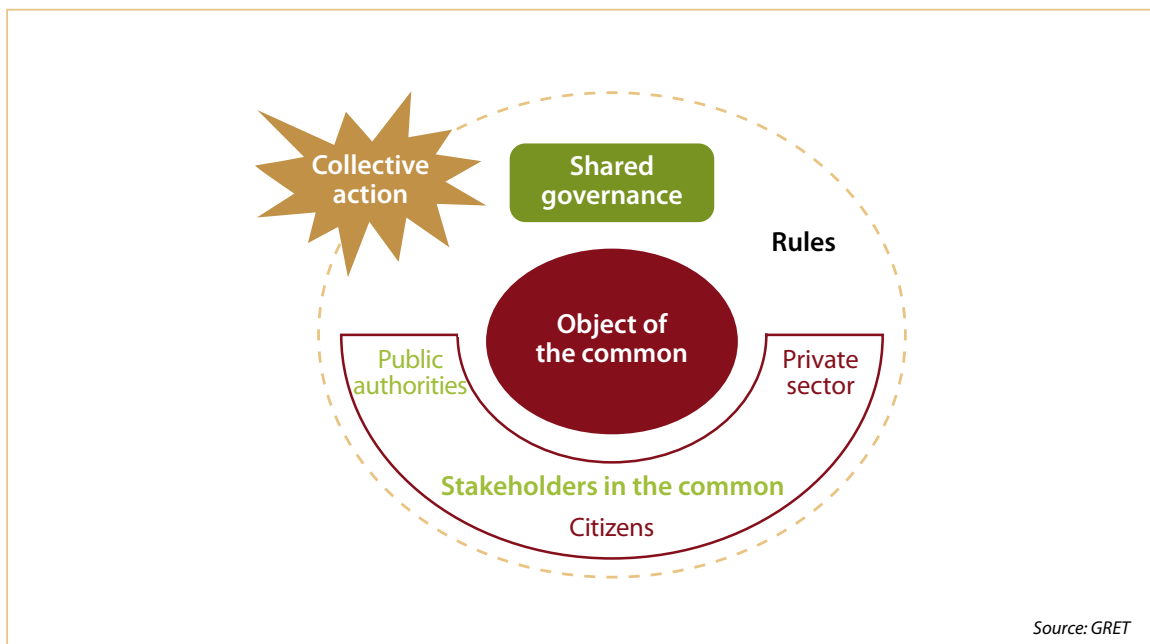 Collective
action
Shared
governance
Rules
Object of
the common
Public
authorities
Private
sector
Stakeholders in the common
Citizens
Source: GRET